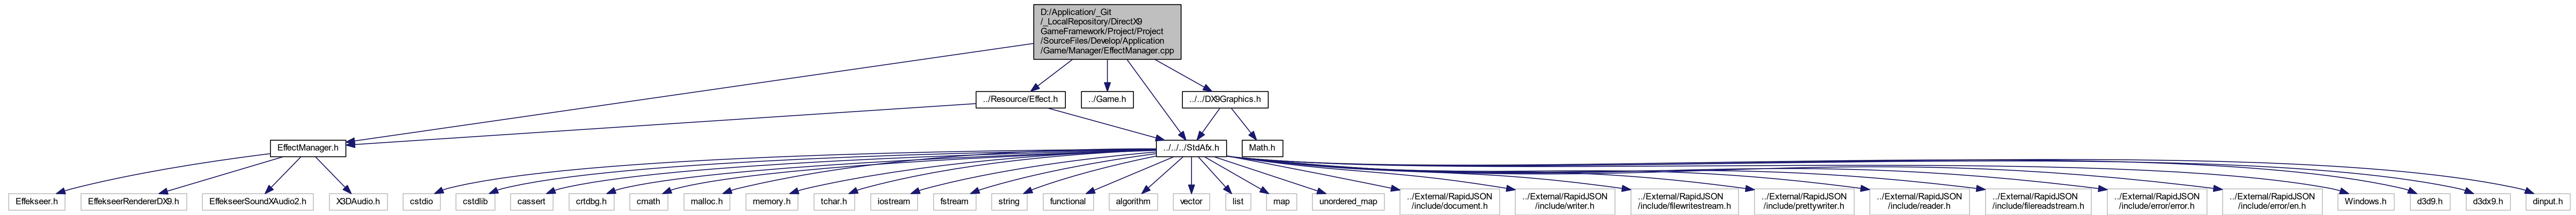 D:/Application/_Git
/_LocalRepository/DirectX9
GameFramework/Project/Project
/SourceFiles/Develop/Application
/Game/Manager/EffectManager.cpp
../Resource/Effect.h
../Game.h
../../DX9Graphics.h
EffectManager.h
../../../StdAfx.h
Math.h
Effekseer.h
EffekseerRendererDX9.h
EffekseerSoundXAudio2.h
X3DAudio.h
cstdio
cstdlib
cassert
crtdbg.h
cmath
malloc.h
memory.h
tchar.h
iostream
fstream
string
functional
algorithm
vector
list
map
unordered_map
../External/RapidJSON
/include/document.h
../External/RapidJSON
/include/writer.h
../External/RapidJSON
/include/filewritestream.h
../External/RapidJSON
/include/prettywriter.h
../External/RapidJSON
/include/reader.h
../External/RapidJSON
/include/filereadstream.h
../External/RapidJSON
/include/error/error.h
../External/RapidJSON
/include/error/en.h
Windows.h
d3d9.h
d3dx9.h
dinput.h